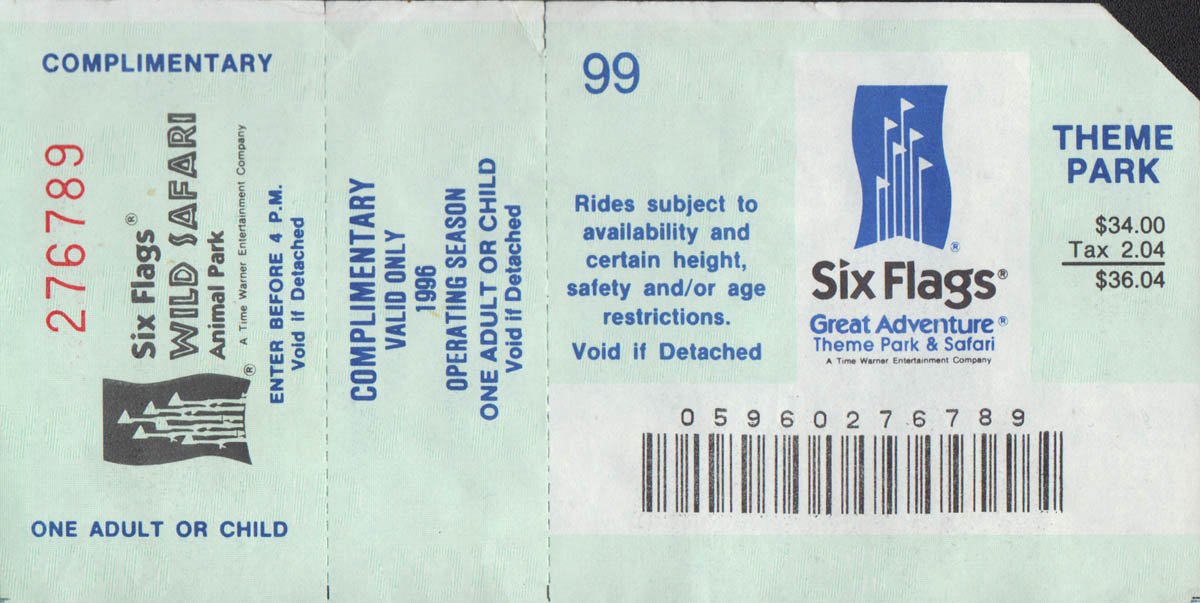 COMPLIMENTARY
276789
Six Flags®
WILD SAFARI
Animal Park
A Time Warner Entertainment Company
®
ENTER BEFORE 4 P.M.
Void if Detached
ONE ADULT OR CHILD
COMPLIMENTARY
VALID ONLY
1996
OPERATING SEASON
ONE ADULT OR CHILD
Void if Detached
99
Rides subject to
availability and
certain height,
safety and/or age
restrictions.
Void if Detached
®
Six Flags®
Great Adventure®
Theme Park & Safari
A Time Warner Entertainment Company
THEME
PARK
$34.00
Tax 2.04
$36.04
05960276789